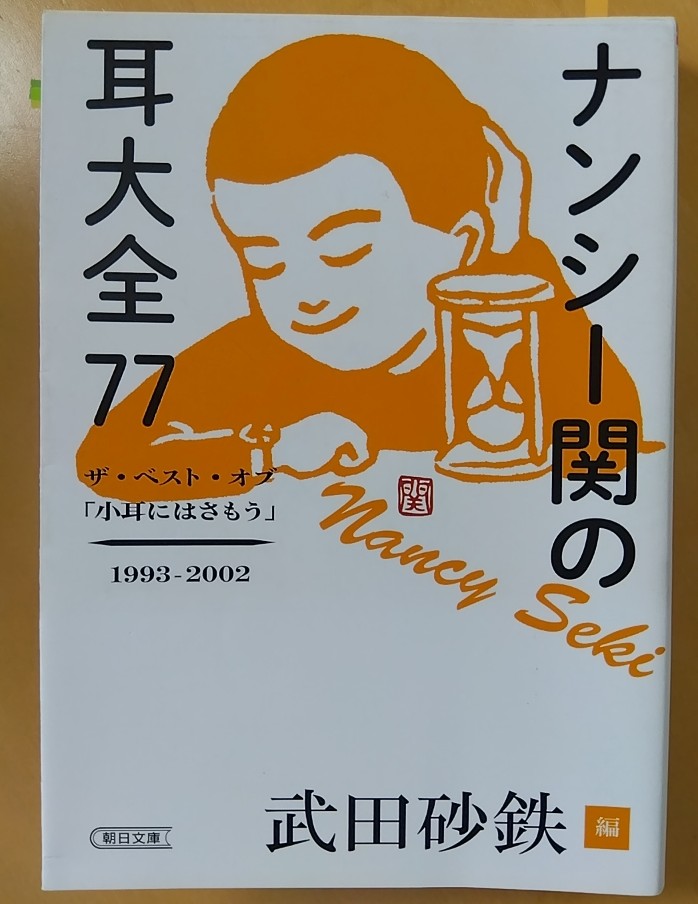 ナンシー関の
耳大全77
ザ・ベスト・オブ
「小耳にはさもう」
1993-2002
関
Nancy Seki
武田砂鉄 編
朝日文庫